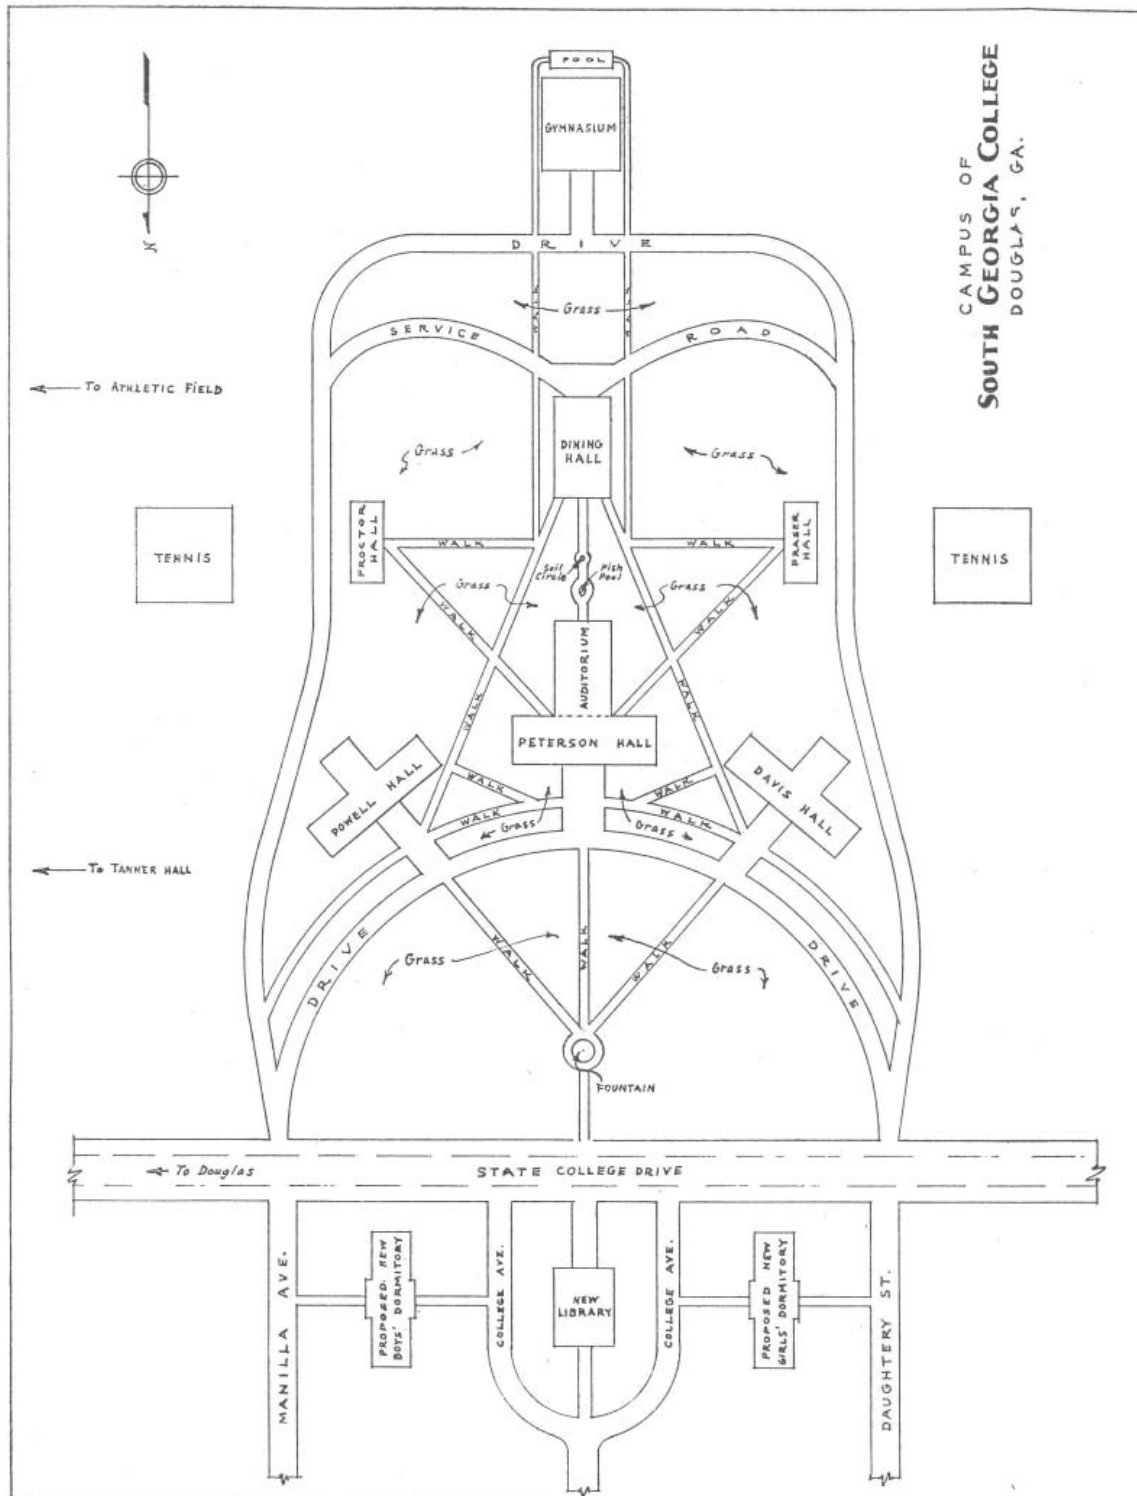 POOL
GYMNASIUM
CAMPUS OF
SOUTH GEORGIA COLLEGE
DOUGLAS, GA.
N
DRIVE
WALK
WALK
Grass
SERVICE ROAD
TO ATHLETIC FIELD
DINING
HALL
Grass
Grass
PROCTOR
HALL
FRASER
HALL
TENNIS
TENNIS
WALK
WALK
Soil
Circle
Fish
Pool
Grass
Grass
WALK
WALK
AUDITORIUM
WALK
WALK
PETERSON HALL
POWELL HALL
DAVIS HALL
WALK
WALK
WALK
WALK
Grass
Grass
TO TANNER HALL
DRIVE
DRIVE
WALK
WALK
WALK
Grass
Grass
FOUNTAIN
To Douglas
STATE COLLEGE DRIVE
MANILLA AVE.
PROPOSED NEW
BOYS' DORMITORY
COLLEGE AVE.
NEW
LIBRARY
COLLEGE AVE.
PROPOSED NEW
GIRLS' DORMITORY
DAUGHTERY ST.